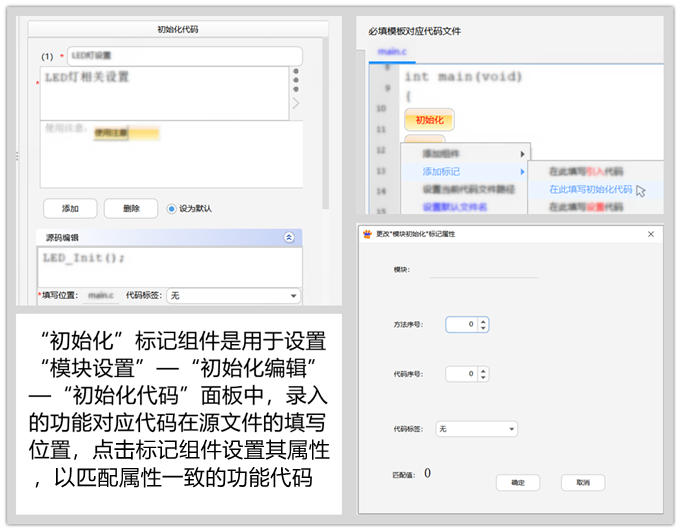 初始化代码
(1) * LED灯设置
* LED灯相关设置
使用注意:
使用注意
添加 删除 设为默认
源码编辑
LED_Init();
*填写位置: main.c 代码标签: 无
“初始化”标记组件是用于设置
“模块设置”—“初始化编辑”
—“初始化代码”面板中，录入
的功能对应代码在源文件的填写
位置，点击标记组件设置其属性
，以匹配属性一致的功能代码
必填模板对应代码文件
main.c
8
9 int main(void)
{
10
11 初始化
12 添加组件
13 添加标记
设置当前代码文件路径
14
15 设置默认文件名
在此填写引入代码
在此填写初始化代码
在此填写设置代码
更改"模块初始化"标记属性
模块:
方法序号: 0
代码序号: 0
代码标签: 无
匹配值: 0
确定 取消